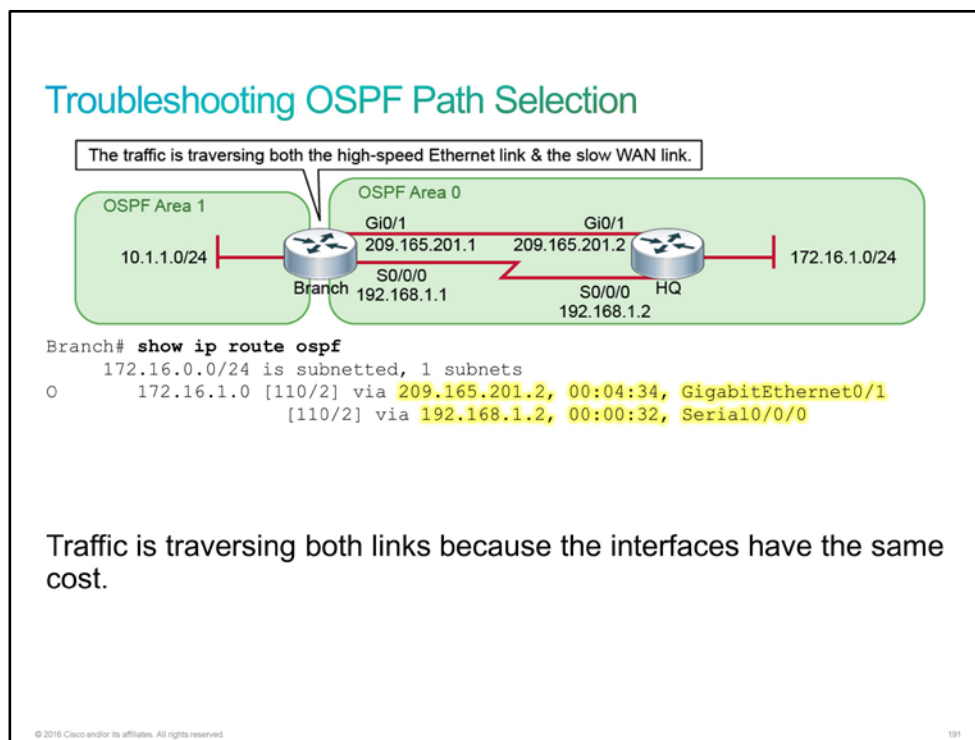 Troubleshooting OSPF Path Selection
The traffic is traversing both the high-speed Ethernet link & the slow WAN link.
OSPF Area 1
OSPF Area 0
Gi0/1
Gi0/1
209.165.201.1
209.165.201.2
10.1.1.0/24
172.16.1.0/24
Branch
S0/0/0
192.168.1.1
S0/0/0
192.168.1.2
HQ
Branch# show ip route ospf
172.16.0.0/24 is subnetted, 1 subnets
O 172.16.1.0 [110/2] via 209.165.201.2, 00:04:34, GigabitEthernet0/1
[110/2] via 192.168.1.2, 00:00:32, Serial0/0/0
Traffic is traversing both links because the interfaces have the same
cost.
© 2016 Cisco and/or its affiliates. All rights reserved.
191